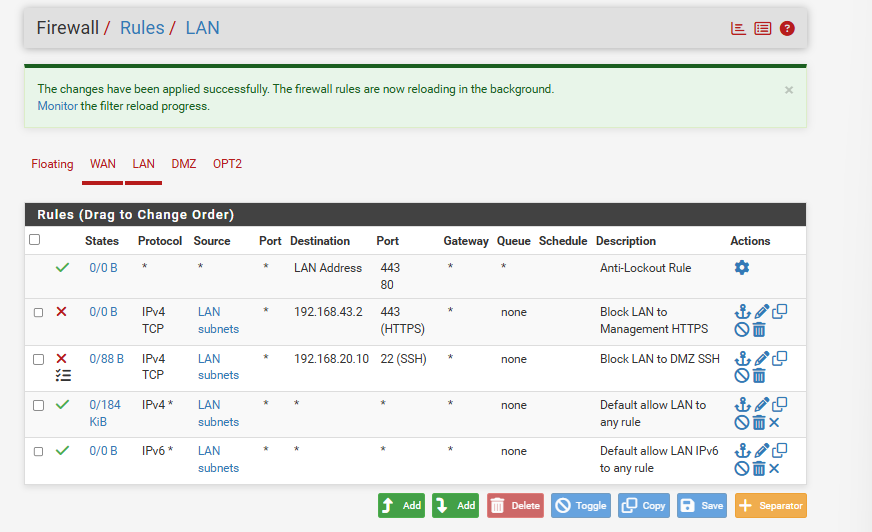 Firewall / Rules / LAN
The changes have been applied successfully. The firewall rules are now reloading in the background.
Monitor the filter reload progress.
×
Floating WAN LAN DMZ OPT2
Rules (Drag to Change Order)
States Protocol Source Port Destination Port Gateway Queue Schedule Description Actions
0/0 B * * * LAN Address 443 * * Anti-Lockout Rule
80
0/0 B IPv4 LAN * 192.168.43.2 443 * none Block LAN to
TCP subnets (HTTPS) Management HTTPS
0/88 B IPv4 LAN * 192.168.20.10 22 (SSH) * none Block LAN to DMZ SSH
TCP subnets
0/184 IPv4 * LAN * * * * none Default allow LAN to
KiB subnets any rule
0/0 B IPv6 * LAN * * * * none Default allow LAN IPv6
subnets to any rule
Add Add Delete Toggle Copy Save Separator